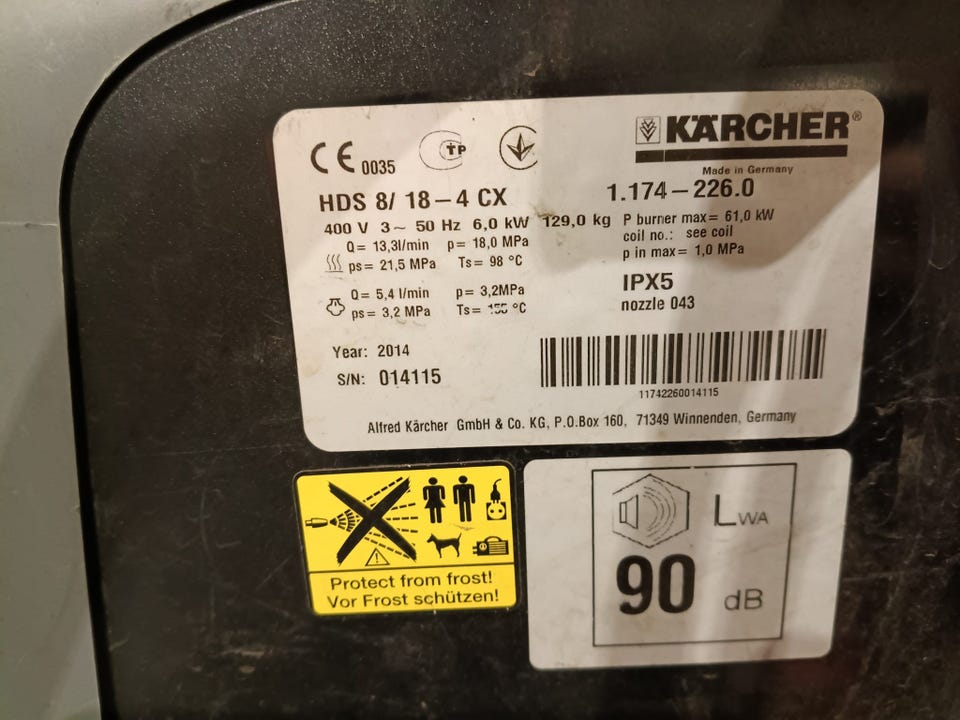 CE 0035
TP
KÄRCHER®
Made in Germany
HDS 8/ 18-4 CX
1.174-226.0
400 V 3~ 50 Hz 6,0 kW 129,0 kg
P burner max= 61,0 kW
Q= 13,3l/min p= 18,0 MPa
coil no.: see coil
ps= 21,5 MPa Ts= 98 °C
p in max= 1,0 MPa
IPX5
Q= 5,4 l/min p= 3,2MPa
nozzle 043
ps= 3,2 MPa Ts= °C
Year: 2014
S/N: 014115
11742260014115
Alfred Kärcher GmbH & Co. KG, P.O.Box 160, 71349 Winnenden, Germany
Protect from frost!
Vor Frost schützen!
LWA
90 dB